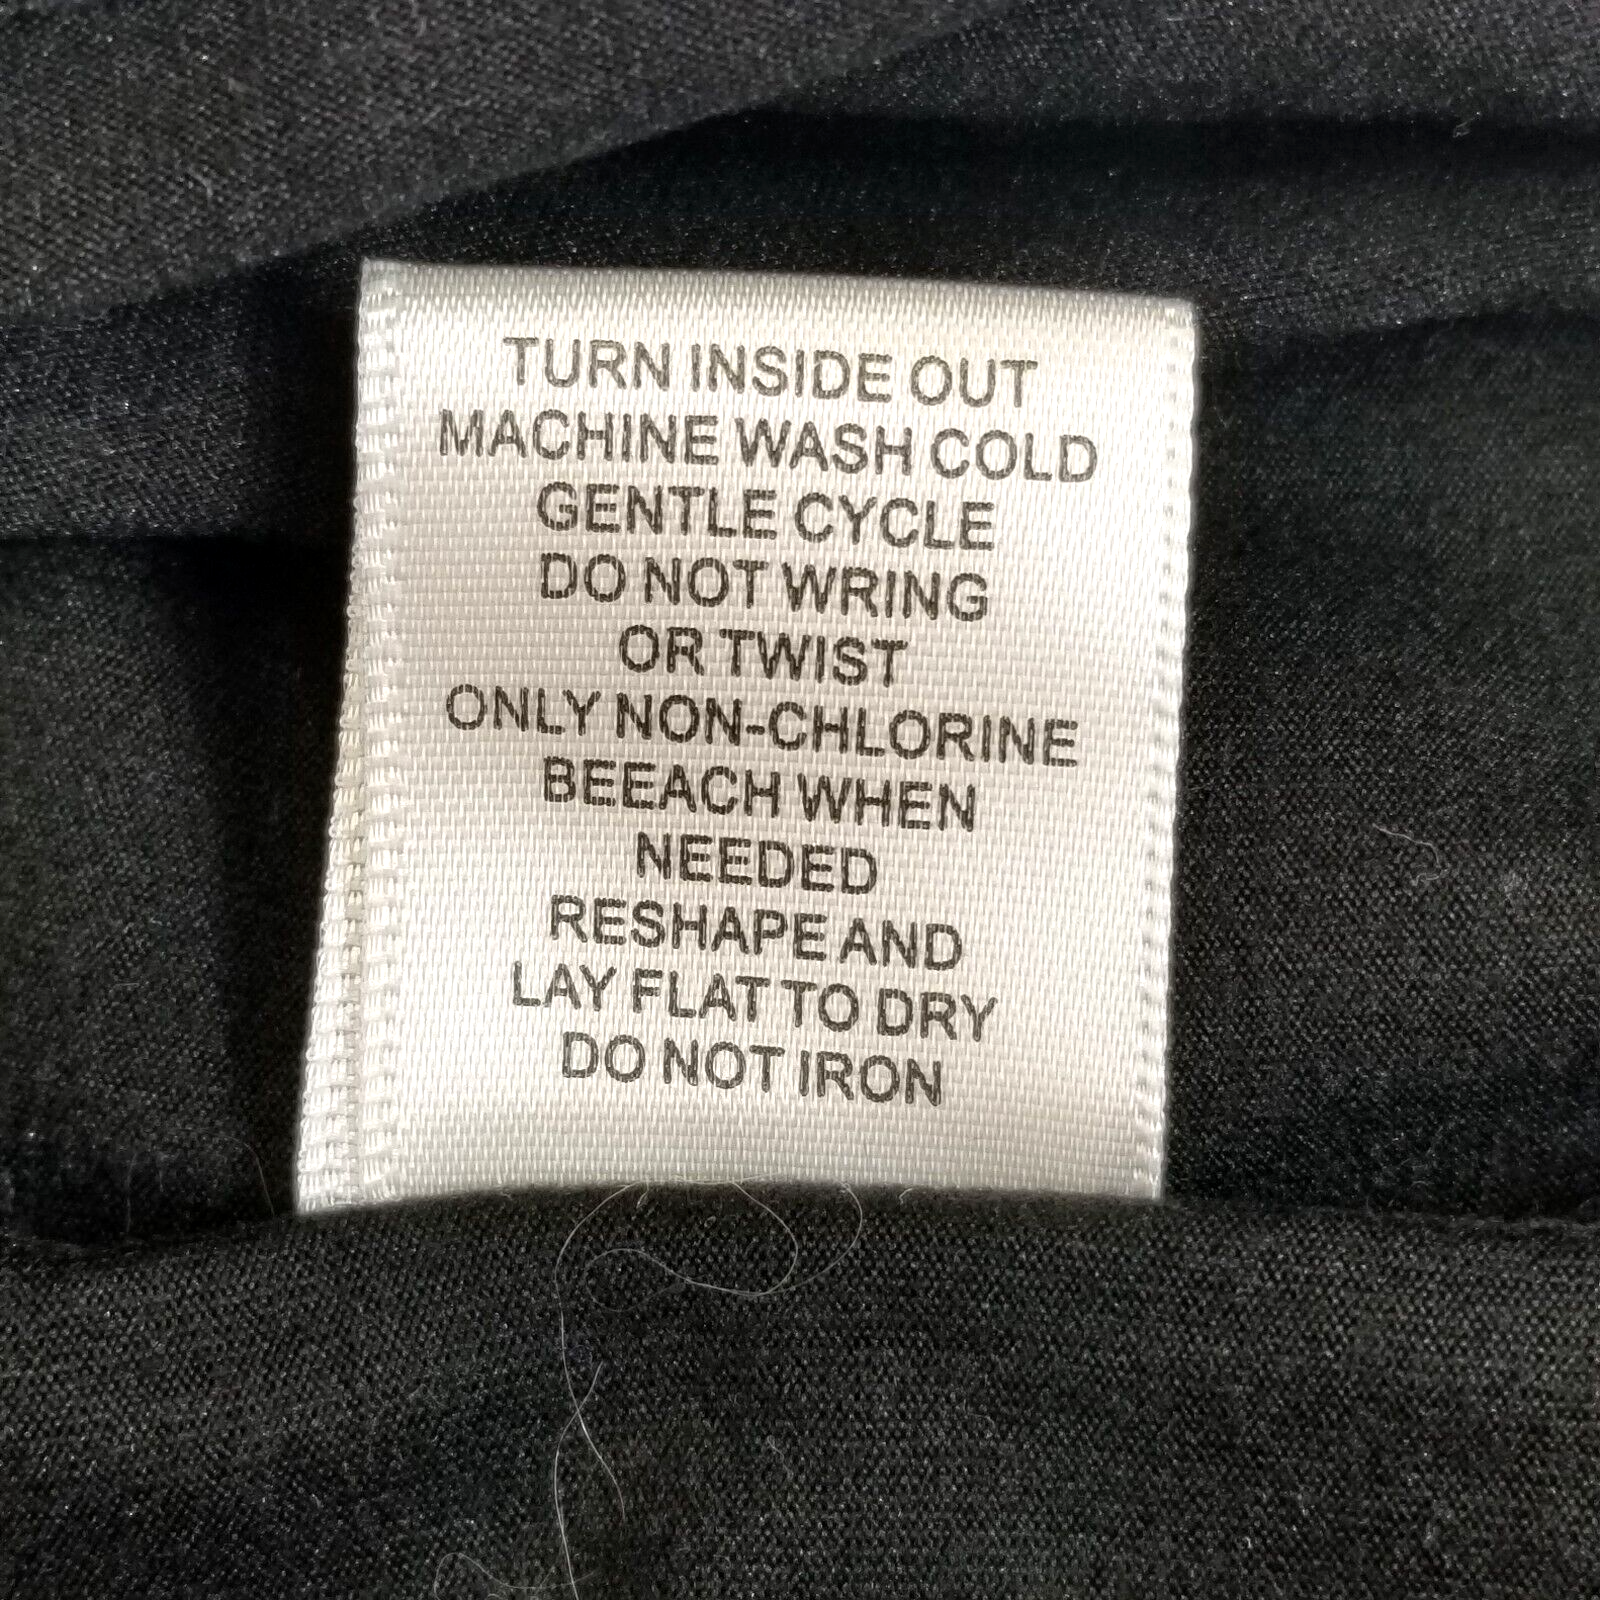 TURN INSIDE OUT
MACHINE WASH COLD
GENTLE CYCLE
DO NOT WRING
OR TWIST
ONLY NON-CHLORINE
BEEACH WHEN
NEEDED
RESHAPE AND
LAY FLAT TO DRY
DO NOT IRON